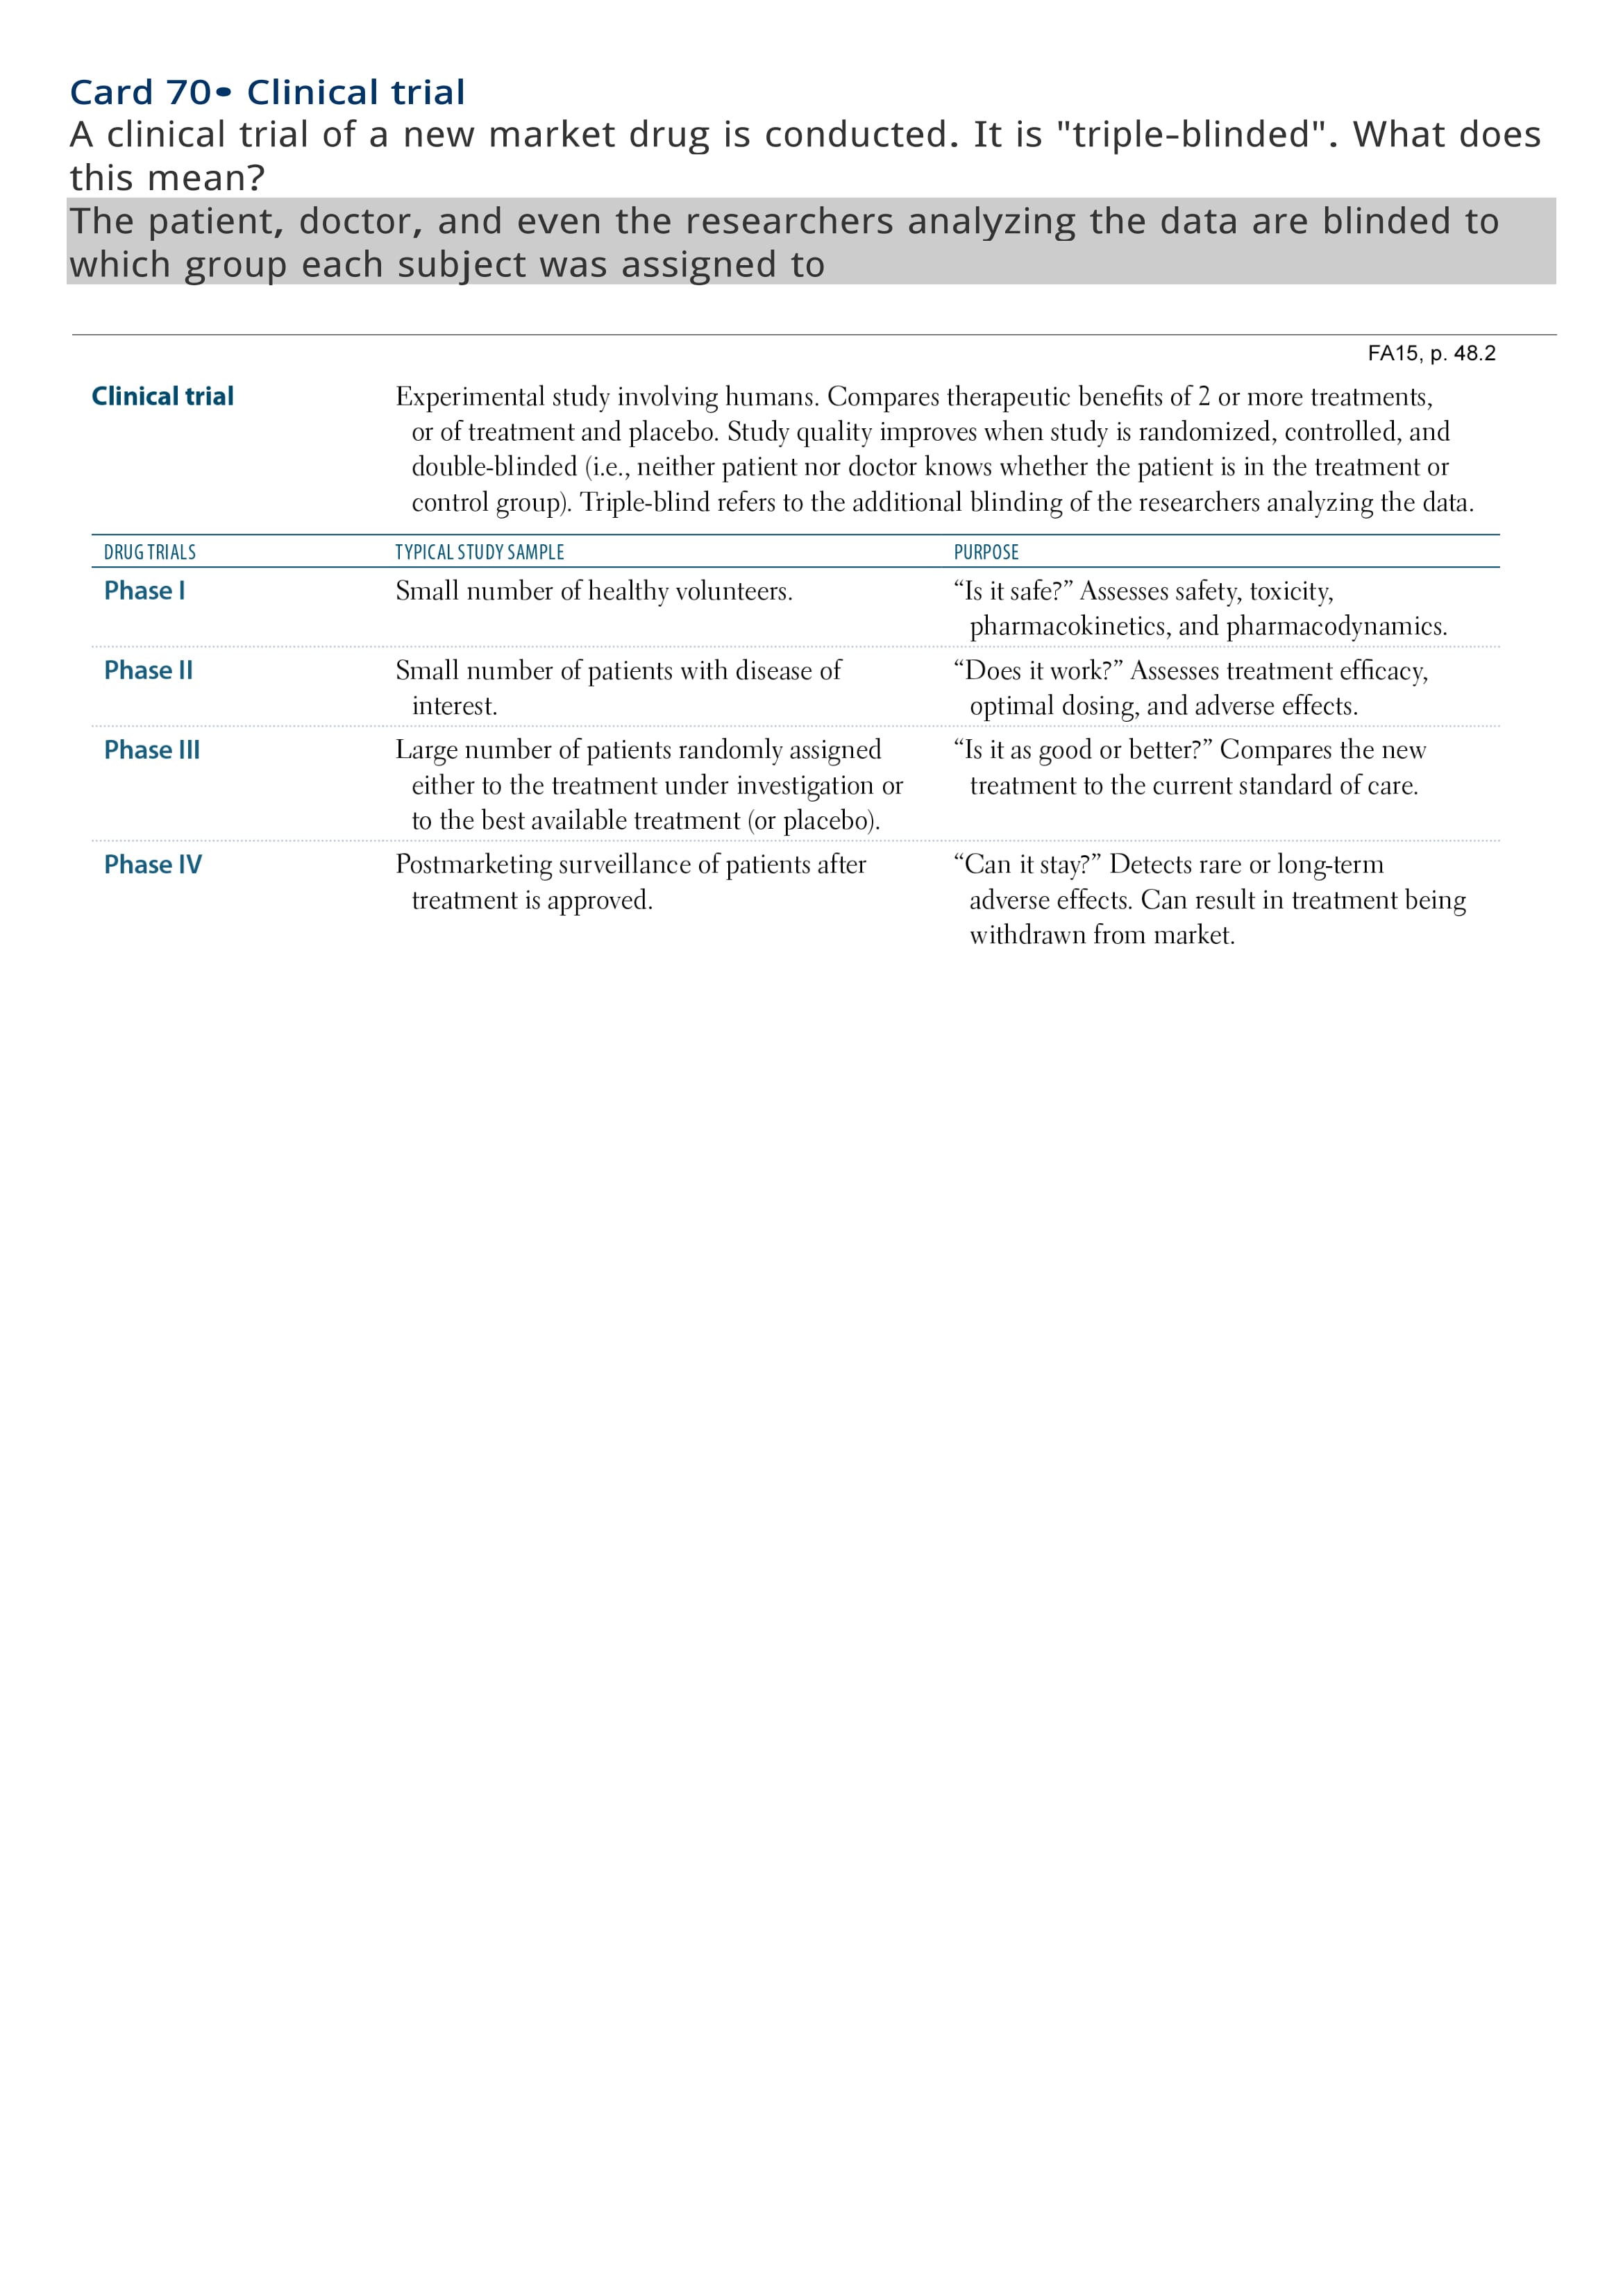 Card 70• Clinical trial
A clinical trial of a new market drug is conducted. It is "triple-blinded". What does
this mean?
The patient, doctor, and even the researchers analyzing the data are blinded to
which group each subject was assigned to
FA15, p. 48.2
Clinical trial
Experimental study involving humans. Compares therapeutic benefits of 2 or more treatments,
or of treatment and placebo. Study quality improves when study is randomized, controlled, and
double-blinded (i.e., neither patient nor doctor knows whether the patient is in the treatment or
control group). Triple-blind refers to the additional blinding of the researchers analyzing the data.
DRUG TRIALS TYPICAL STUDY SAMPLE PURPOSE
Phase I Small number of healthy volunteers. “Is it safe?” Assesses safety, toxicity,
pharmacokinetics, and pharmacodynamics.
Phase II Small number of patients with disease of “Does it work?” Assesses treatment efficacy,
interest. optimal dosing, and adverse effects.
Phase III Large number of patients randomly assigned “Is it as good or better?” Compares the new
either to the treatment under investigation or treatment to the current standard of care.
to the best available treatment (or placebo).
Phase IV Postmarketing surveillance of patients after “Can it stay?” Detects rare or long-term
treatment is approved. adverse effects. Can result in treatment being
withdrawn from market.